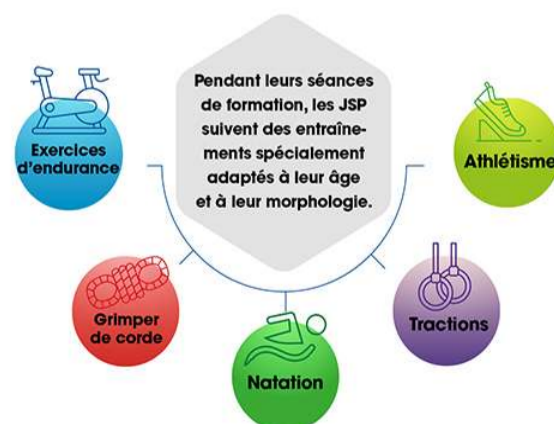 Pendant leurs séances
de formation, les JSP
suivent des entraîne-
ments spécialement
adaptés à leur âge
et à leur morphologie.
Exercices
d'endurance
Athlétisme
Grimper
de corde
Tractions
Natation